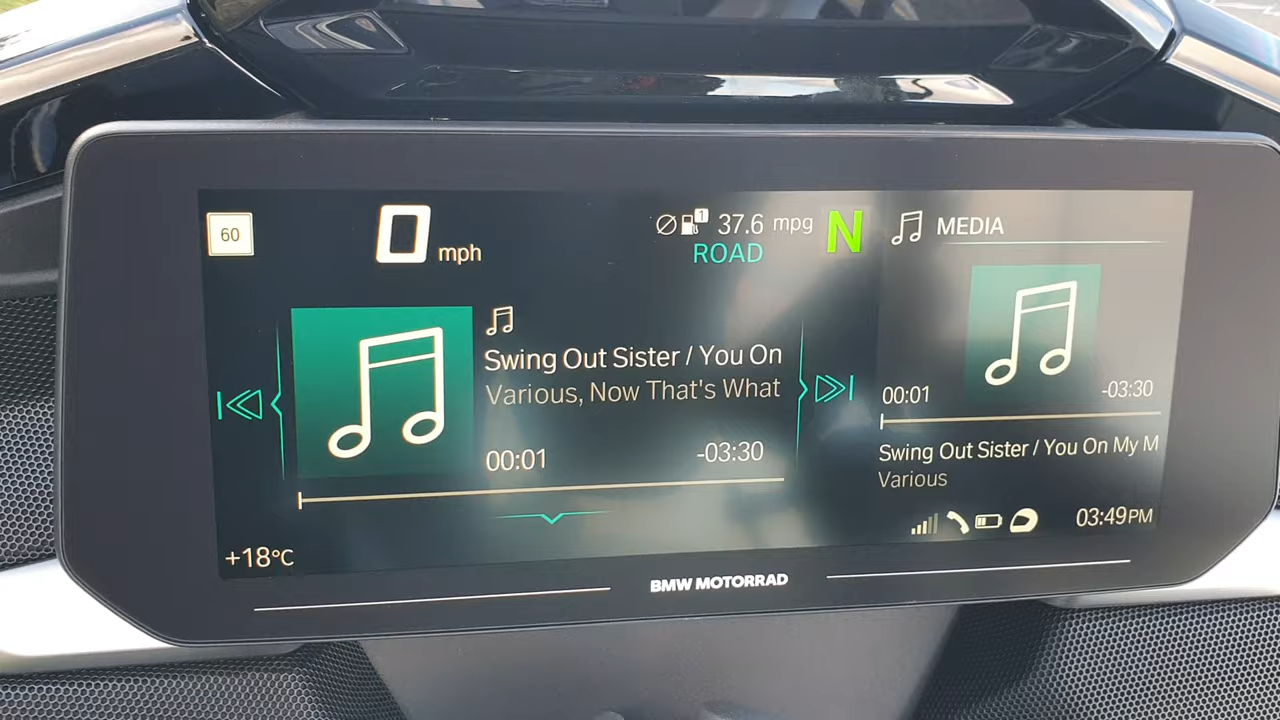 60
0 mph
1 37.6 mpg
ROAD
N
Swing Out Sister / You On
Various, Now That's What
00:01 -03:30
+18°C
MEDIA
00:01 -03:30
Swing Out Sister / You On My M
Various
03:49PM
BMW MOTORRAD